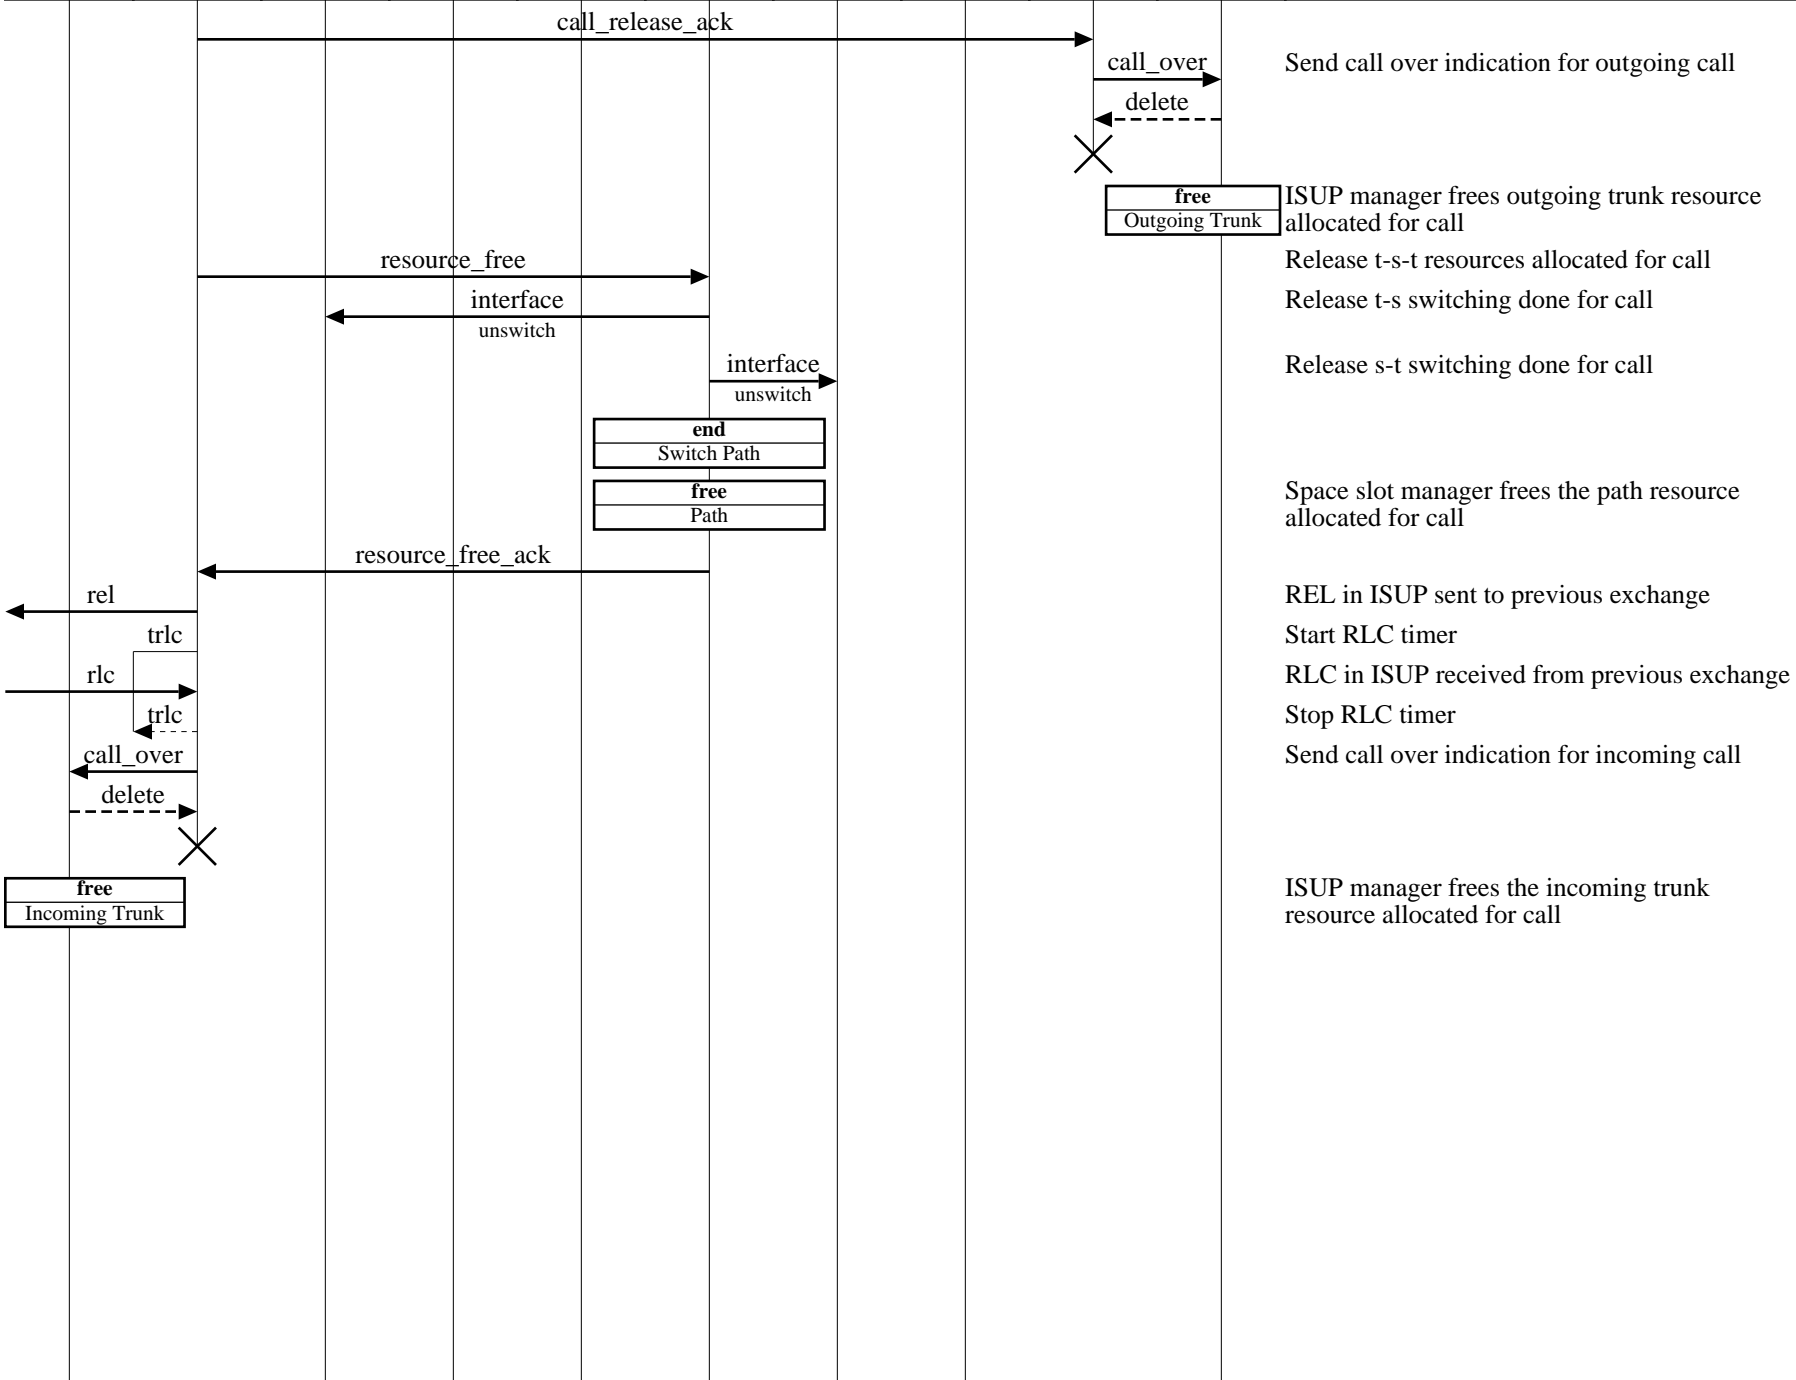 call_release_ack
call_over
Send call over indication for outgoing call
delete
free
Outgoing Trunk
ISUP manager frees outgoing trunk resource
allocated for call
resource_free
Release t-s-t resources allocated for call
interface
unswitch
Release t-s switching done for call
interface
unswitch
Release s-t switching done for call
end
Switch Path
free
Path
Space slot manager frees the path resource
allocated for call
resource_free_ack
rel
REL in ISUP sent to previous exchange
trlc
Start RLC timer
rlc
RLC in ISUP received from previous exchange
trlc
Stop RLC timer
call_over
Send call over indication for incoming call
delete
free
Incoming Trunk
ISUP manager frees the incoming trunk
resource allocated for call